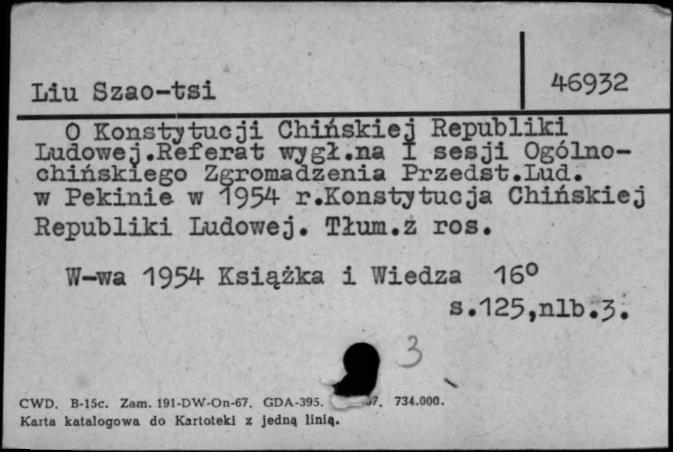 Liu Szao-tsi
46932
O Konstytucji Chińskiej Republiki
Ludowej.Referat wygł.na I sesji Ogólno-
chińskiego Zgromadzenia Przedst.Lud.
w Pekinie w 1954 r.Konstytucja Chińskiej
Republiki Ludowej. Tłum.z ros.
W-wa 1954 Książka i Wiedza 16º
s.125,nlb.3.
3
CWD. B-15c. Zam. 191-DW-On-67. GDA-395. 734.000.
Karta katalogowa do Kartoteki z jedną linią.